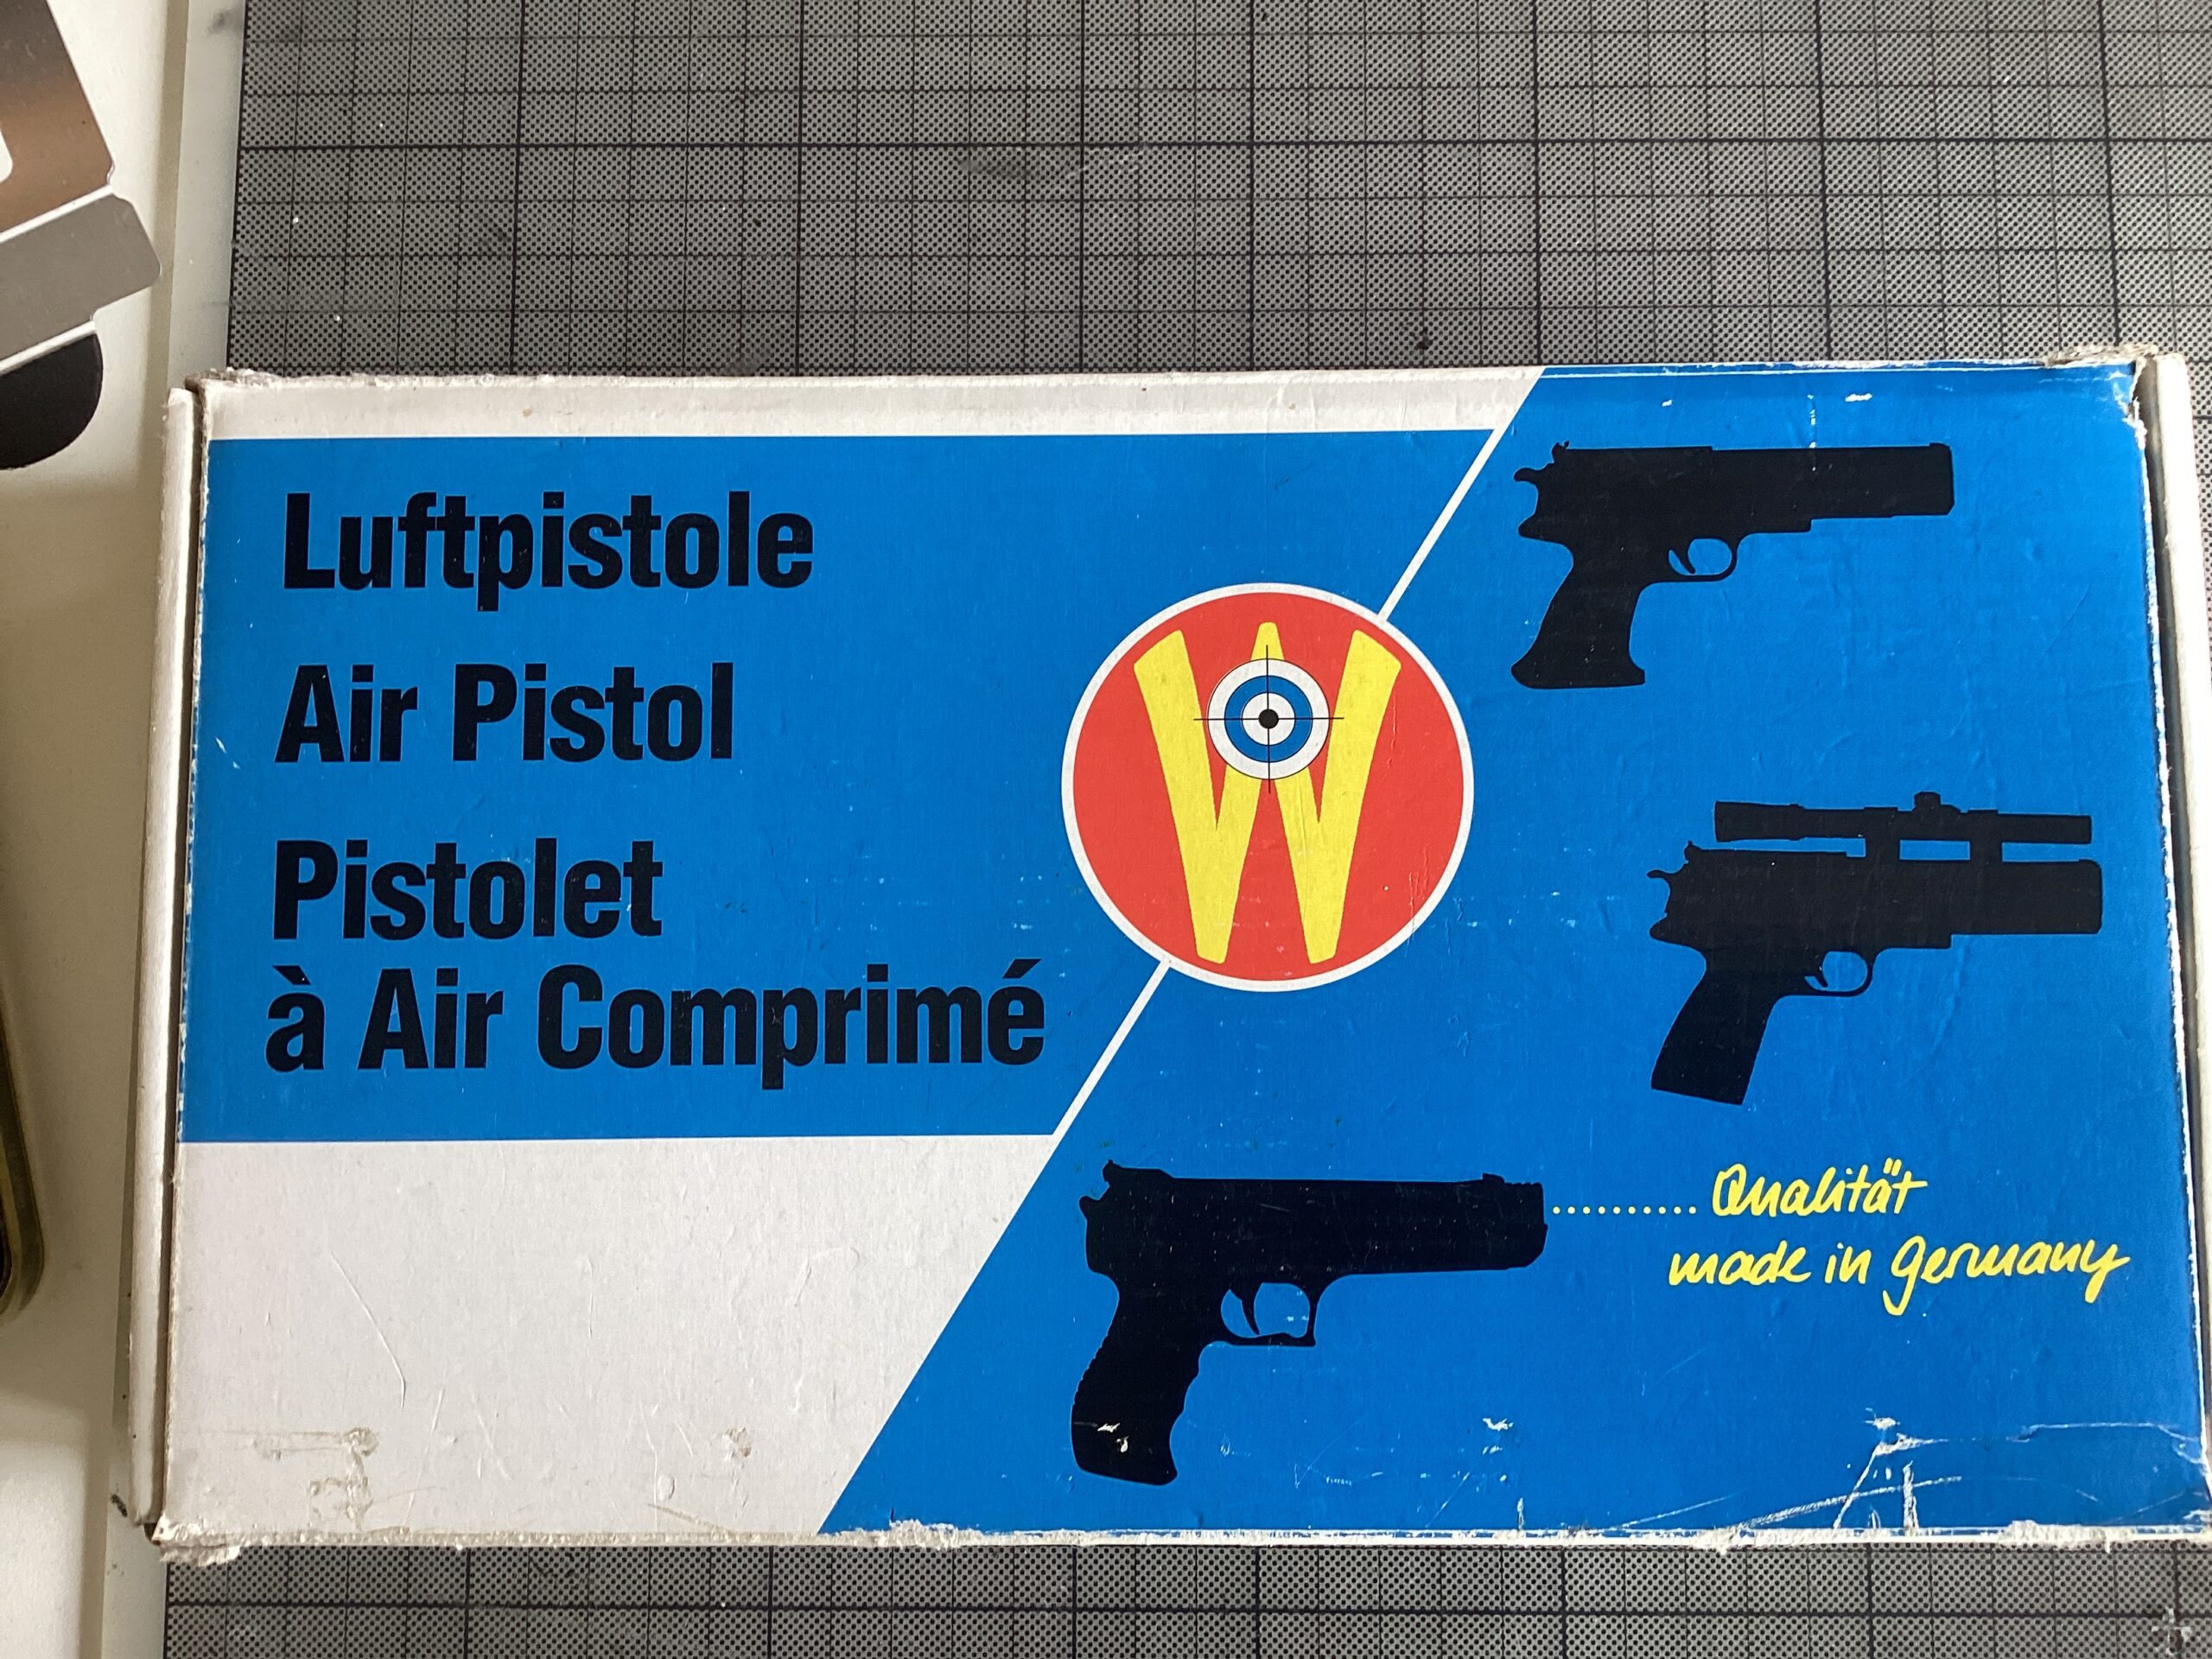 Luftpistole
Air Pistol
Pistolet
à Air Comprimé
W
Qualität
made in germany